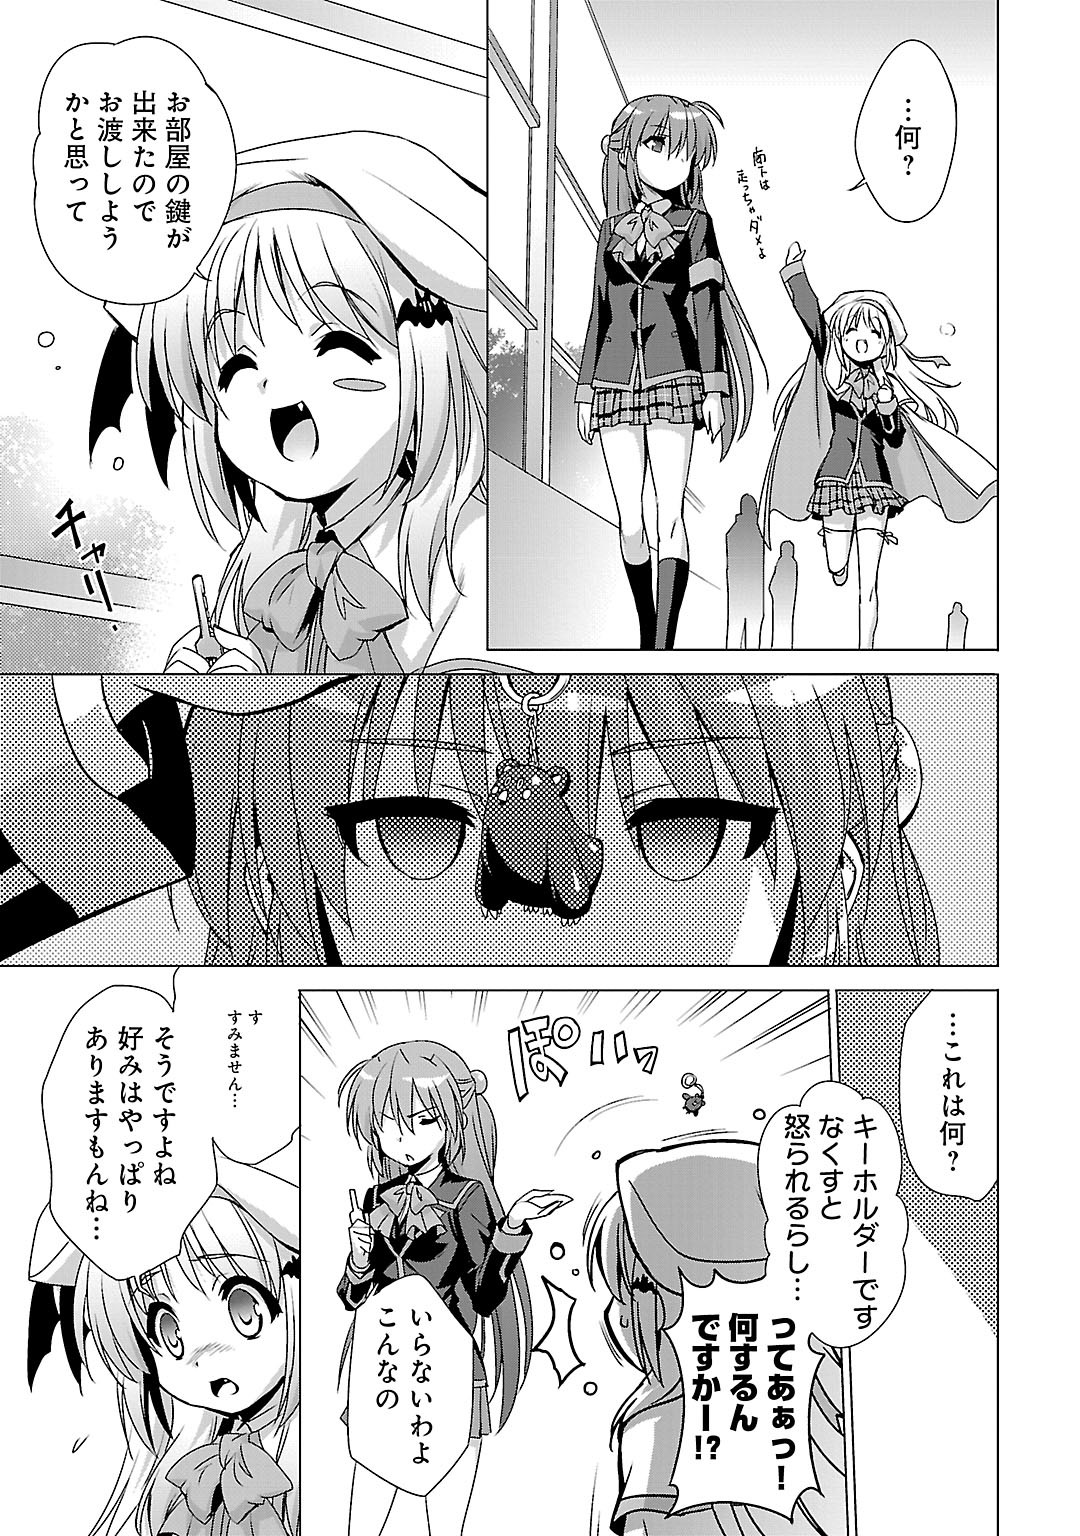 …何?
廊下は
走っちゃダメよ
お部屋の鍵が
出来たので
お渡ししよう
かと思って
チャリ
…これは何?
キーホルダーです
なくすと
怒られるらし…
ってあぁっ!
何するん
ですかー!?
ぽいッ
いらないわよ
こんなの
す
すみません…
そうですよね
好みはやっぱり
ありますもんね…